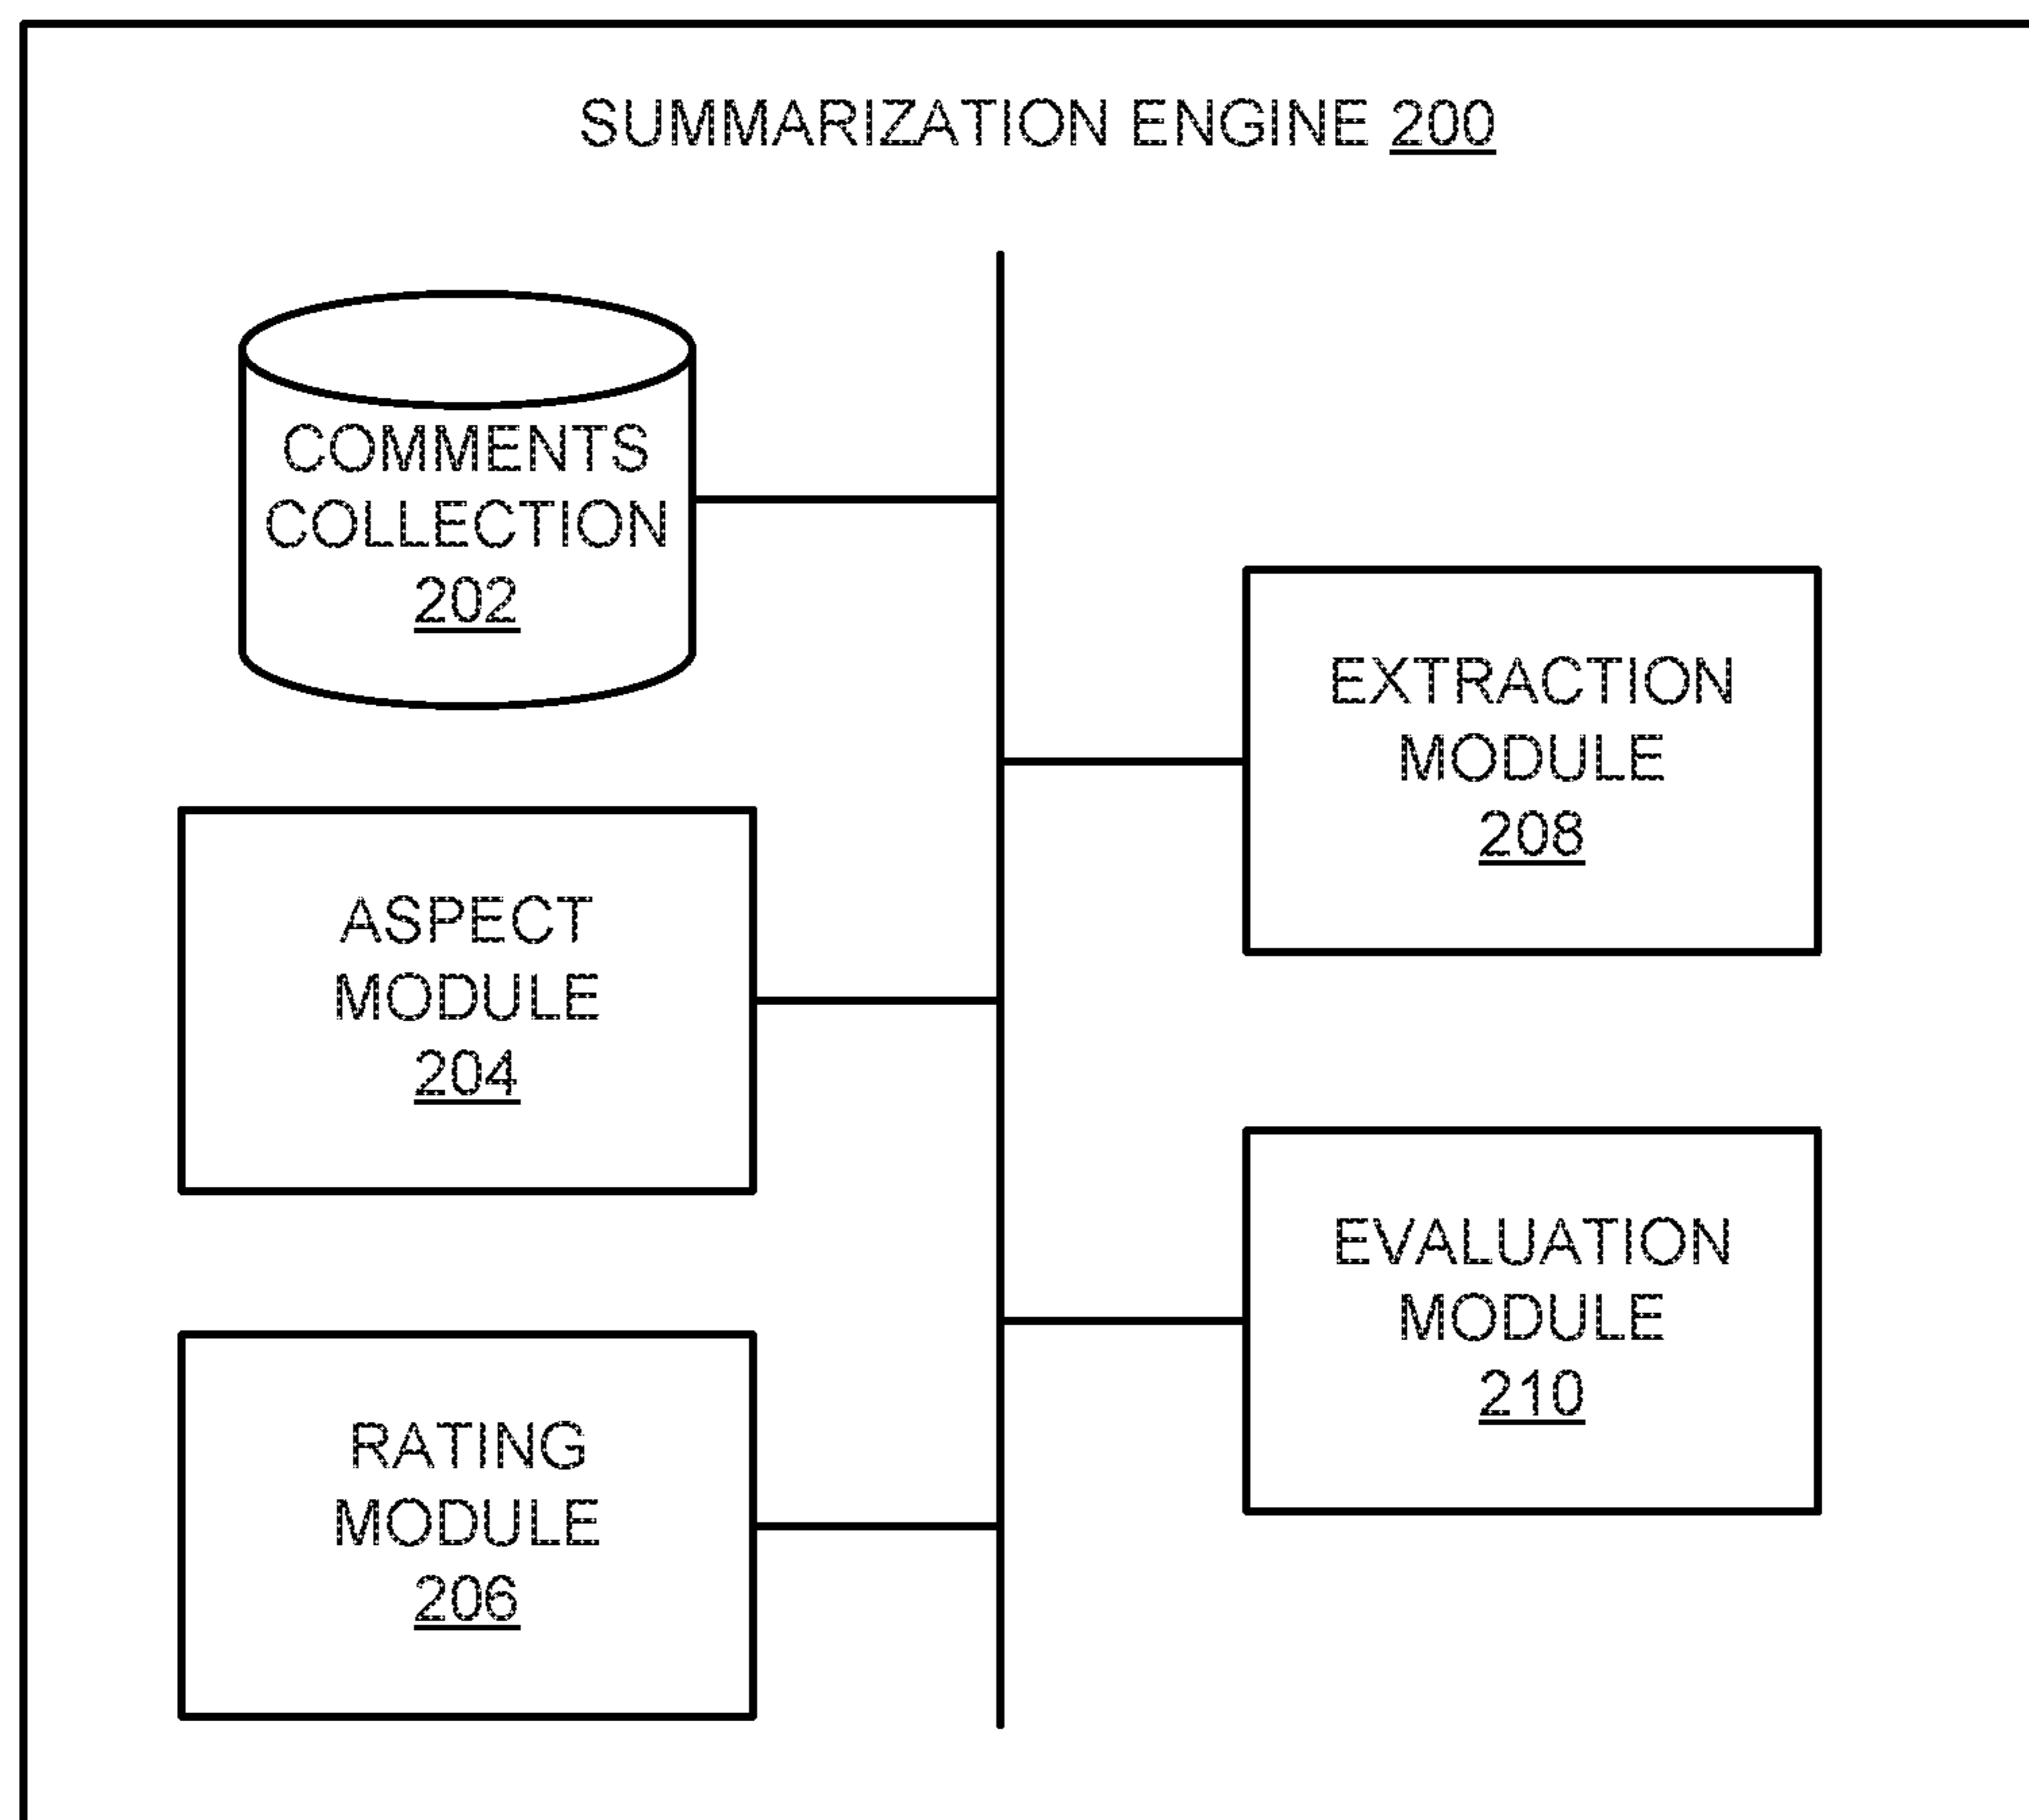 SUMMARIZATION ENGINE 200
COMMENTS
COLLECTION
202
ASPECT
MODULE
204
RATING
MODULE
206
EXTRACTION
MODULE
208
EVALUATION
MODULE
210